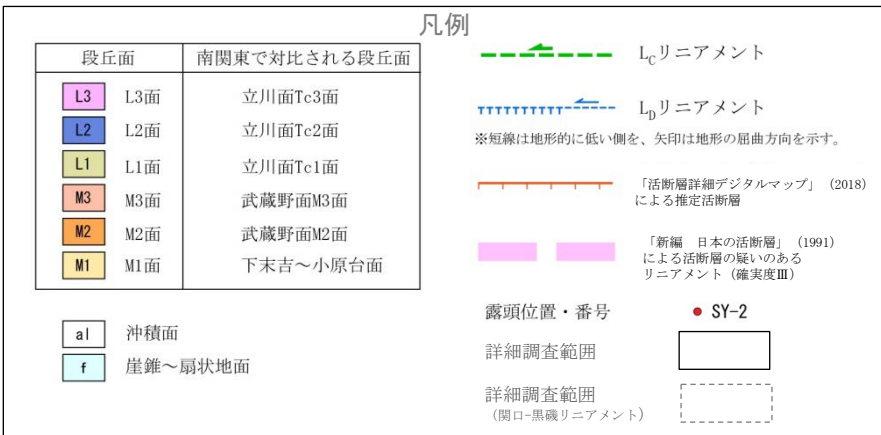 凡例
段丘面 南関東で対比される段丘面
L3 L3面 立川面Tc3面
L2 L2面 立川面Tc2面
L1 L1面 立川面Tc1面
M3 M3面 武蔵野面M3面
M2 M2面 武蔵野面M2面
M1 M1面 下末吉～小原台面
al 沖積面
f 崖錐～扇状地面
LCリニアメント
LDリニアメント
※短線は地形的に低い側を、矢印は地形の屈曲方向を示す。
「活断層詳細デジタルマップ」（2018）
による推定活断層
「新編　日本の活断層」（1991）
による活断層の疑いのある
リニアメント（確実度Ⅲ）
露頭位置・番号 SY-2
詳細調査範囲
詳細調査範囲
（関口-黒磯リニアメント）